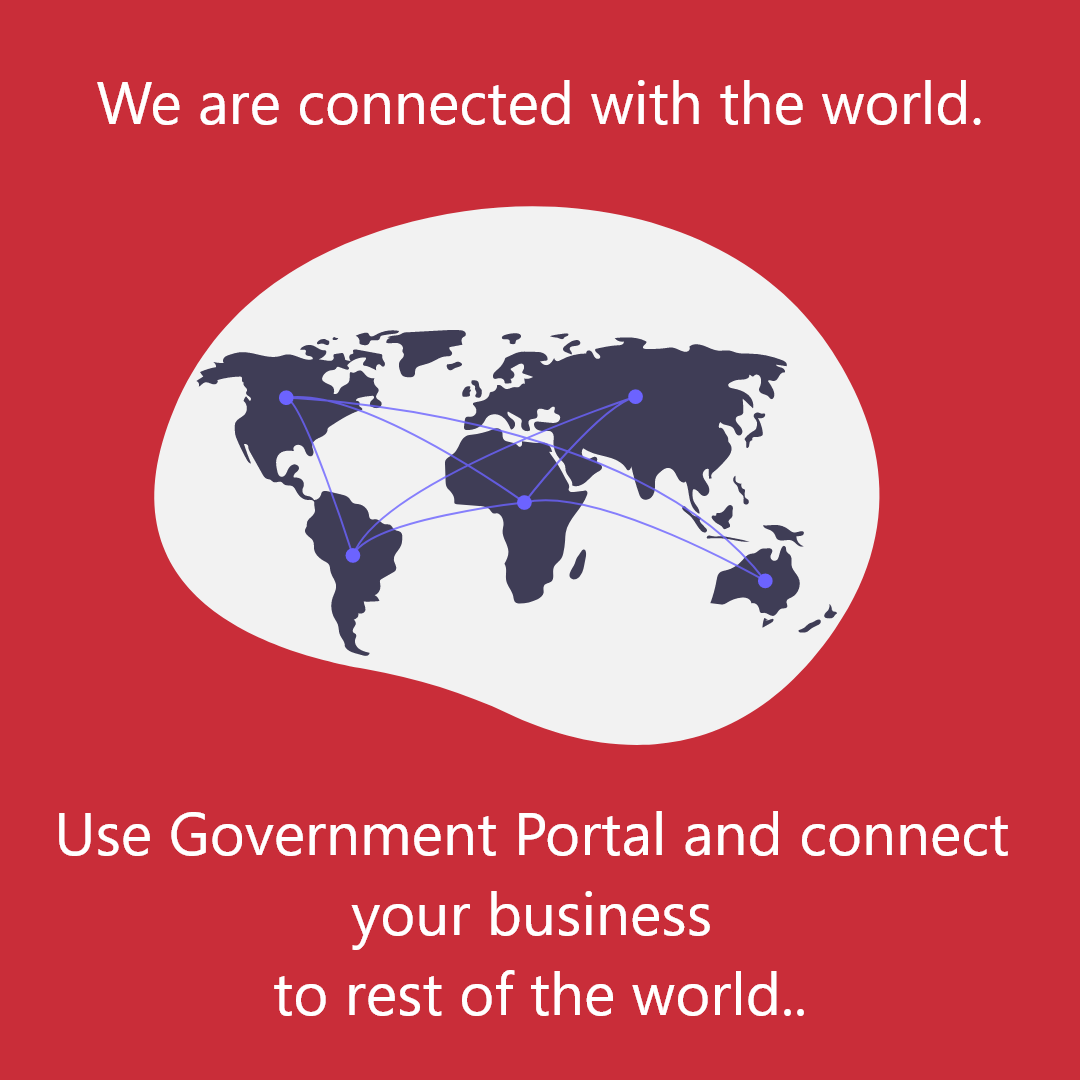 We are connected with the world.
Use Government Portal and connect
your business
to rest of the world..